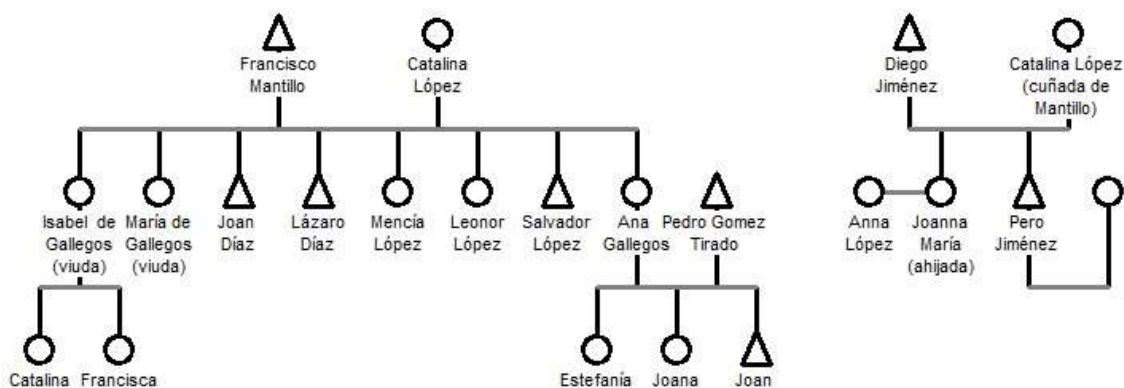 Francisco
Mantillo
Catalina
López
Diego
Jiménez
Catalina López
(cuñada de
Mantillo)
Isabel de
Gallegos
(viuda)
María de
Gallegos
(viuda)
Joan
Díaz
Lázaro
Díaz
Mencía
López
Leonor
López
Salvador
López
Ana
Gallegos
Pedro Gomez
Tirado
Anna
López
Joanna
María
(ahijada)
Pero
Jiménez
Catalina
Francisca
Estefanía
Joana
Joan